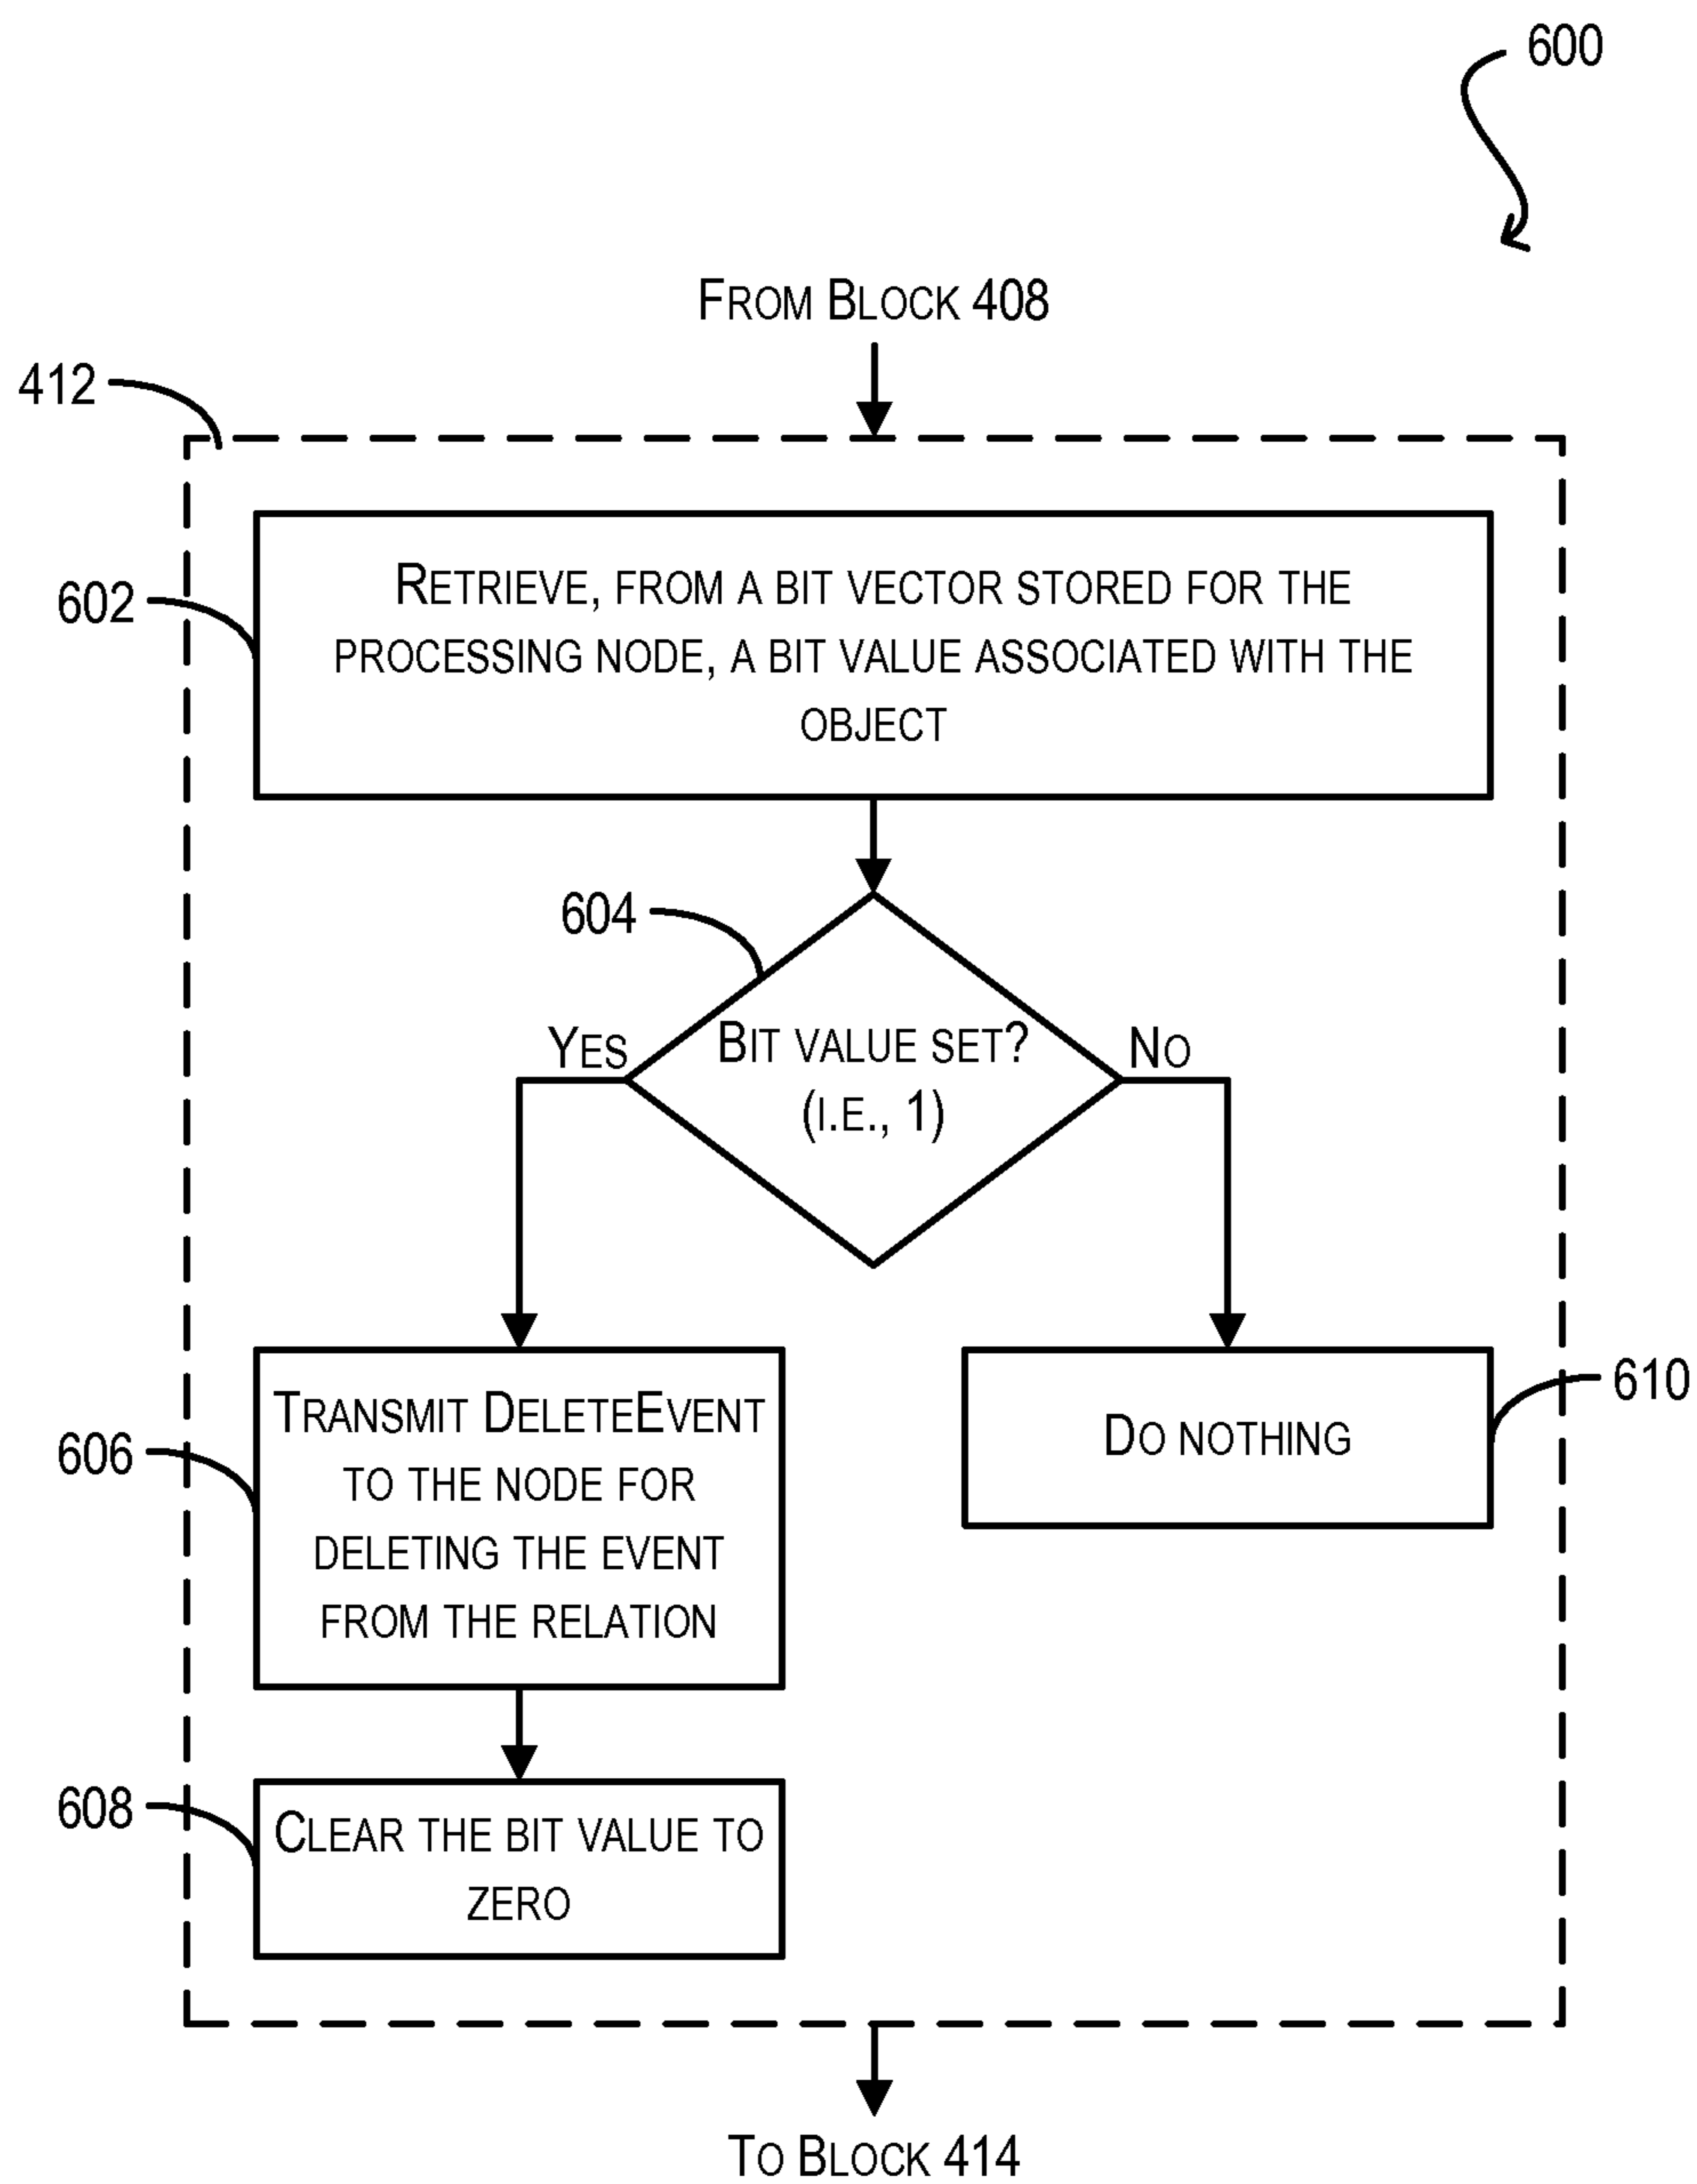 600
From Block 408
412
602
Retrieve, from a bit vector stored for the
processing node, a bit value associated with the
object
604
Yes
Bit value set?
(i.e., 1)
No
606
Transmit DeleteEvent
to the node for
deleting the event
from the relation
Do nothing
610
608
Clear the bit value to
zero
To Block 414